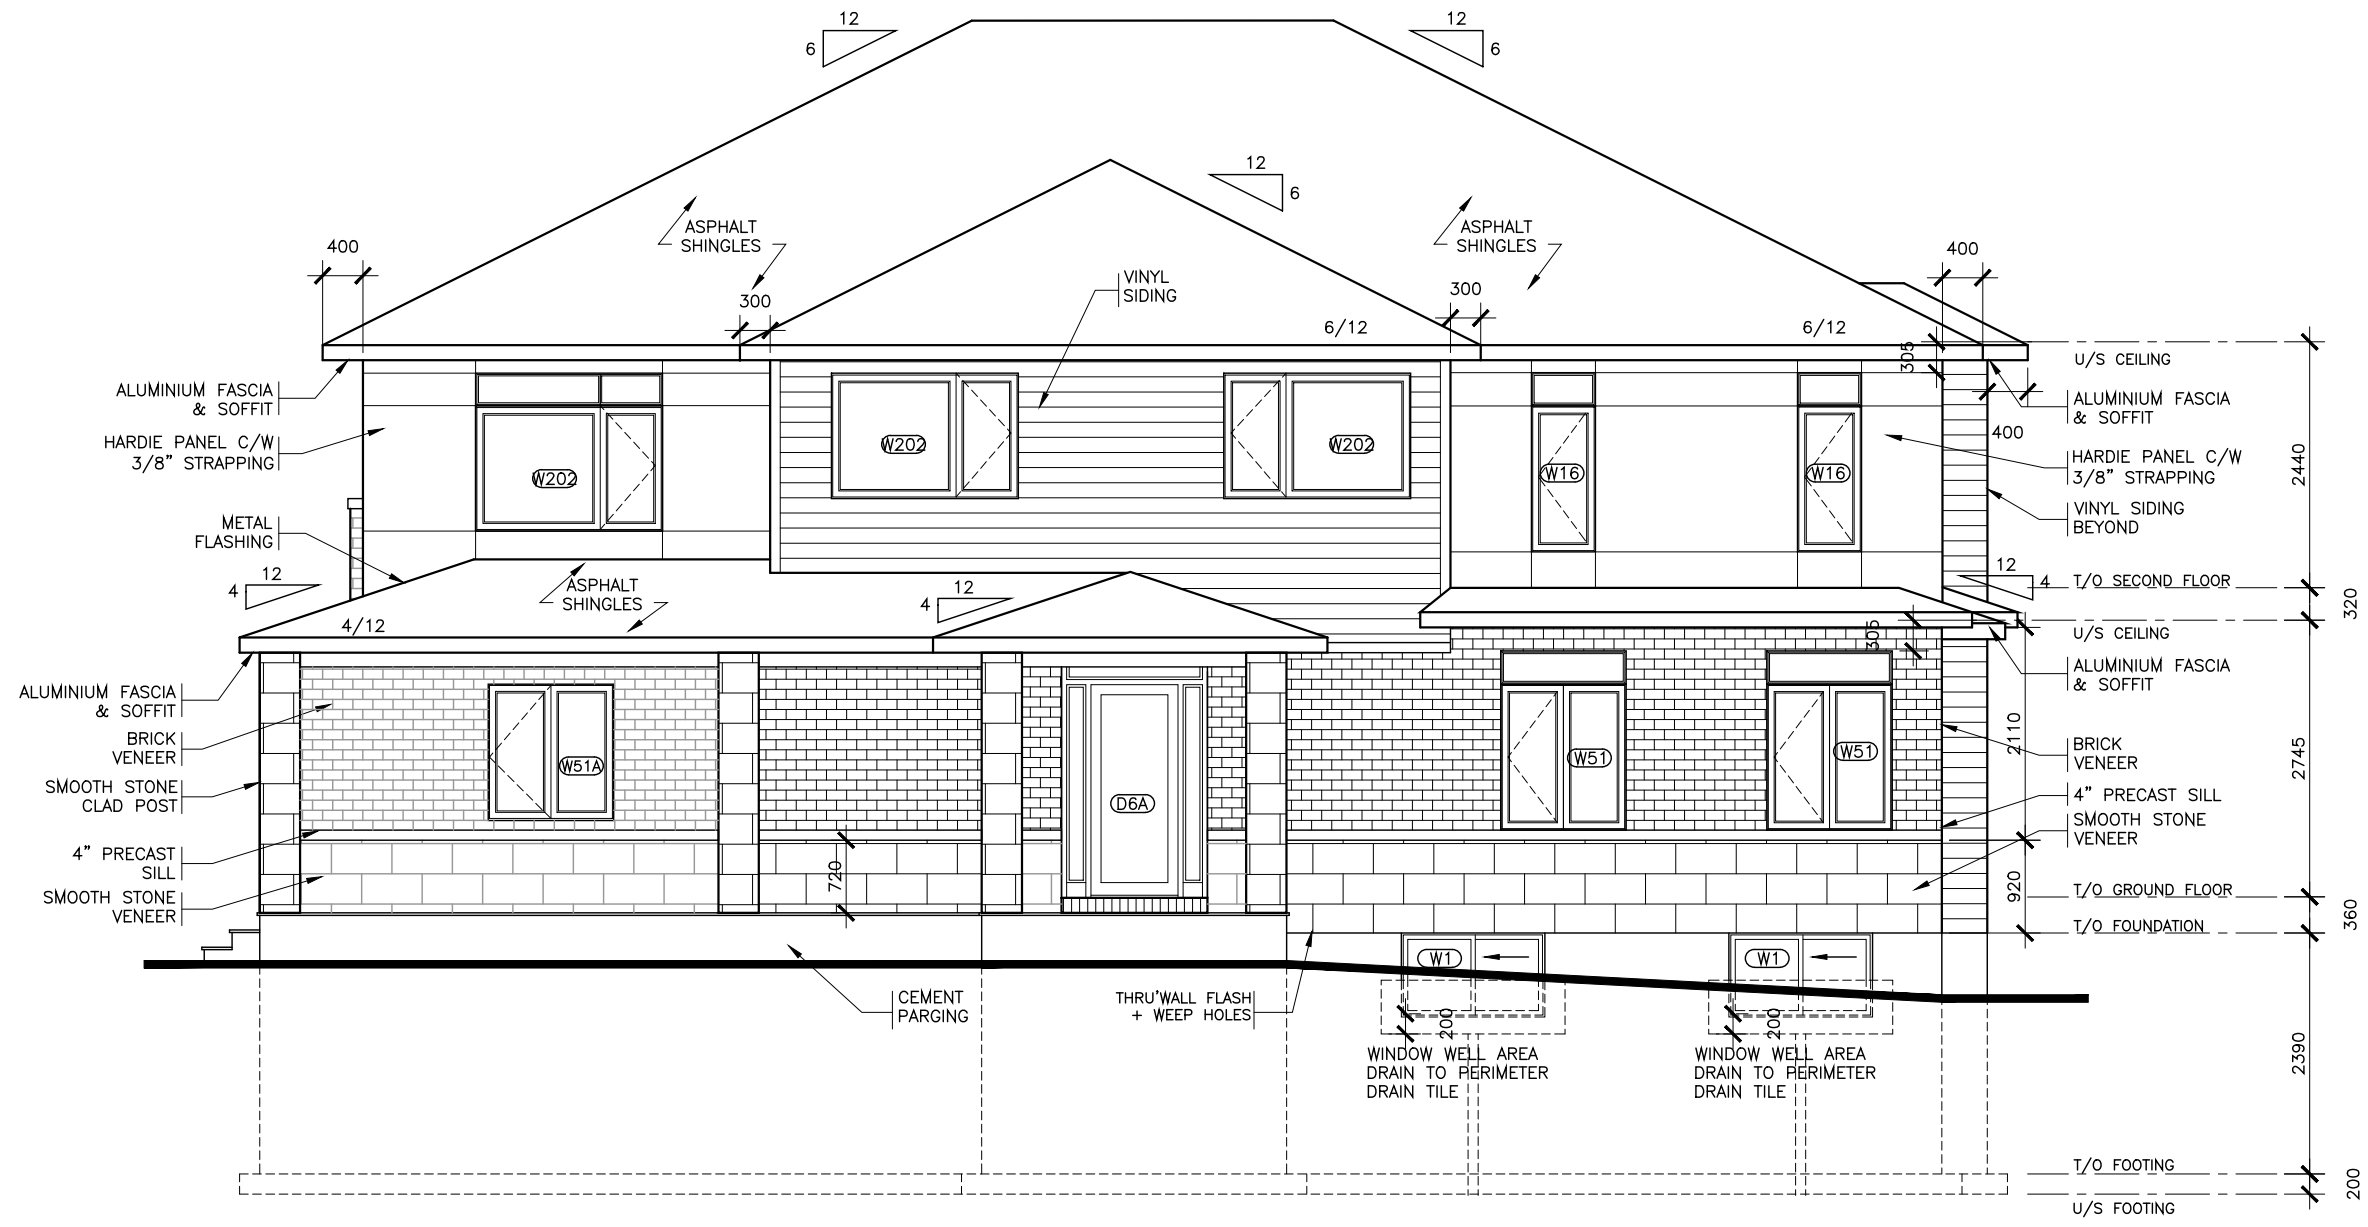 12
6
12
6
12
6
ASPHALT
SHINGLES
ASPHALT
SHINGLES
400
400
VINYL
SIDING
300
300
6/12
6/12
305
U/S CEILING
ALUMINIUM FASCIA
& SOFFIT
ALUMINIUM FASCIA
& SOFFIT
400
HARDIE PANEL C/W
3/8" STRAPPING
HARDIE PANEL C/W
3/8" STRAPPING
W202
W202
W202
W16
W16
2440
VINYL SIDING
BEYOND
METAL
FLASHING
12
4
ASPHALT
SHINGLES
12
4
12
4
T/O SECOND FLOOR
320
4/12
305
U/S CEILING
ALUMINIUM FASCIA
& SOFFIT
ALUMINIUM FASCIA
& SOFFIT
BRICK
VENEER
2110
BRICK
VENEER
2745
W51A
W51
W51
SMOOTH STONE
CLAD POST
D6A
4" PRECAST SILL
SMOOTH STONE
VENEER
4" PRECAST
SILL
720
SMOOTH STONE
VENEER
920
T/O GROUND FLOOR
360
T/O FOUNDATION
W1
W1
CEMENT
PARGING
THRU'WALL FLASH
+ WEEP HOLES
200
200
WINDOW WELL AREA
DRAIN TO PERIMETER
DRAIN TILE
WINDOW WELL AREA
DRAIN TO PERIMETER
DRAIN TILE
2390
T/O FOOTING
200
U/S FOOTING